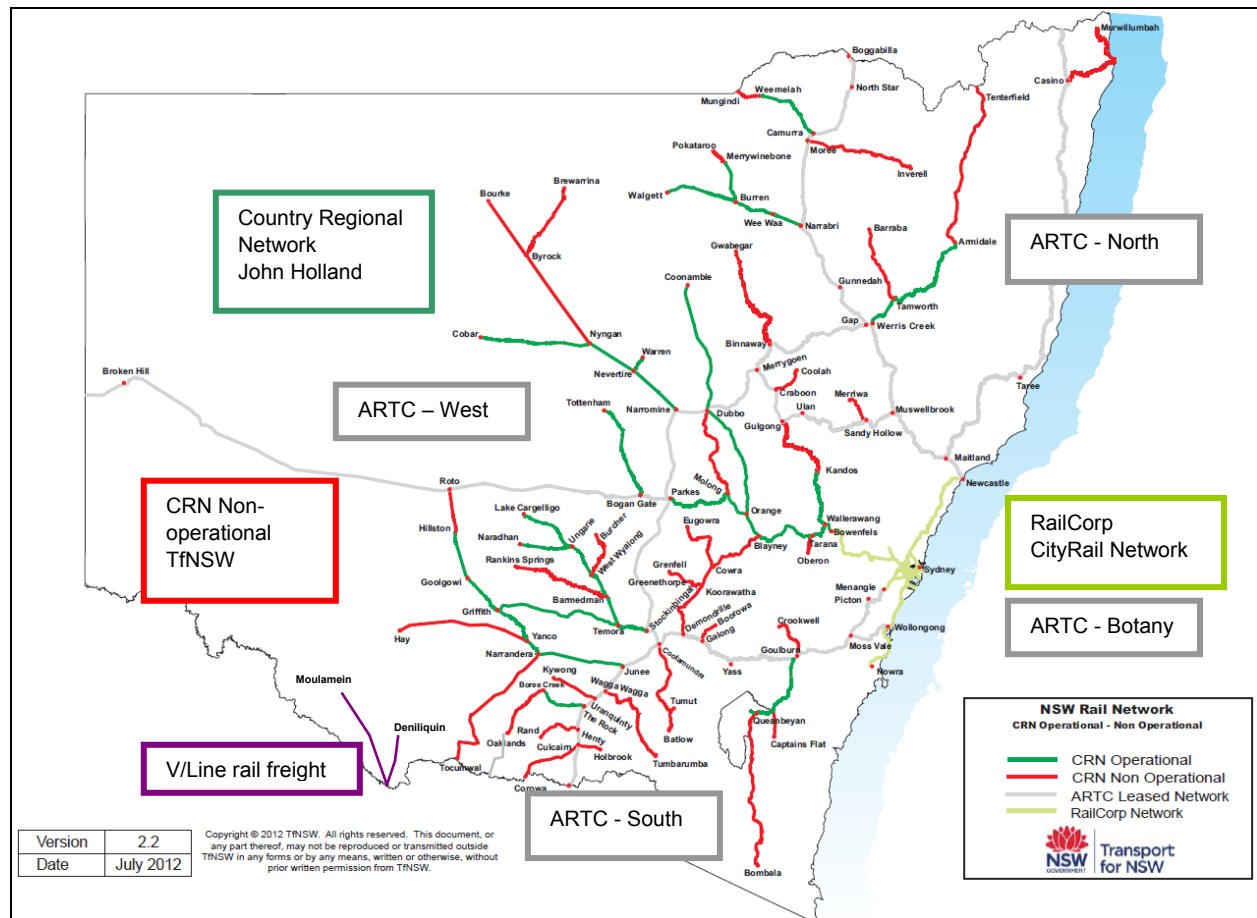 Murwillumbah
Boggabilla
Casino
North Star
Weemelah
Mungindi
Tenterfield
Camurra
Moree
Pokataroo
Merrywinebone
Inverell
Brewarrina
Bourke
Walgett
Burren
Wee Waa
Narrabri
Barraba
Armidale
Country Regional
Network
John Holland
ARTC - North
Gwabegar
Byrock
Coonamble
Gunnedah
Tamworth
Gap
Werris Creek
Cobar
Nyngan
Binnaway
Warren
Nevertire
Merrygoen
Coolah
Broken Hill
Craboon
Merriwa
Taree
ARTC – West
Tottenham
Narromine
Dubbo
Ulan
Muswellbrook
Gulgong
Sandy Hollow
Maitland
Kandos
Newcastle
Roto
Molong
Parkes
Bogan Gate
CRN Non-
operational
TfNSW
Lake Cargelligo
Orange
Eugowra
Wallerawang
Bowenfels
RailCorp
CityRail Network
Hillston
Ungarie
Burcher
Naradhan
Blayney
Tarana
Oberon
Rankins Springs
West Wyalong
Grenfell
Cowra
Sydney
Goolgowi
Greenethorpe
Menangle
Koorawatha
Picton
Barmedman
Stockinbingal
Griffith
Demondrille
Boorowa
Crookwell
Wollongong
ARTC - Botany
Temora
Galong
Hay
Yanco
Cootamundra
Goulburn
Moss Vale
Narrandera
Junee
Yass
Nowra
Kywong
Moulamein
Boree Creek
Wagga Wagga
Uranquinty
Tumut
The Rock
Queanbeyan
Deniliquin
Rand
Henty
Batlow
Captains Flat
Oaklands
Culcairn
Holbrook
Tumbarumba
V/Line rail freight
Tocumwal
Corowa
ARTC - South
Bombala
NSW Rail Network
CRN Operational - Non Operational
CRN Operational
CRN Non Operational
ARTC Leased Network
RailCorp Network
NSW
GOVERNMENT
Transport
for NSW
Version 2.2
Date July 2012
Copyright © 2012 TfNSW. All rights reserved. This document, or
any part thereof, may not be reproduced or transmitted outside
TfNSW in any forms or by any means, written or otherwise, without
prior written permission from TfNSW.